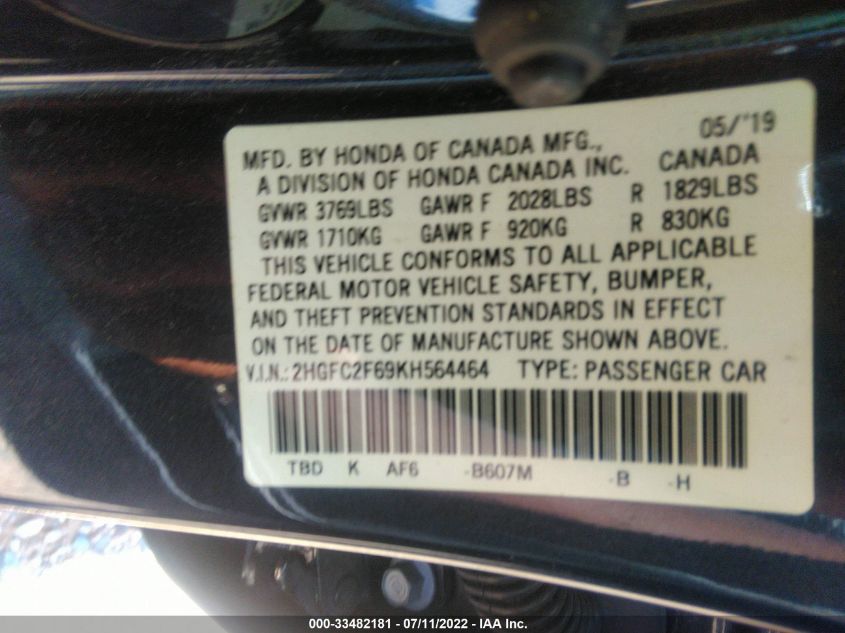 05/'19
MFD. BY HONDA OF CANADA MFG.,
A DIVISION OF HONDA CANADA INC. CANADA
GVWR 3769LBS GAWR F 2028LBS R 1829LBS
GVWR 1710KG GAWR F 920KG R 830KG
THIS VEHICLE CONFORMS TO ALL APPLICABLE
FEDERAL MOTOR VEHICLE SAFETY, BUMPER,
AND THEFT PREVENTION STANDARDS IN EFFECT
ON THE DATE OF MANUFACTURE SHOWN ABOVE.
V.I.N.: 2HGFC2F69KH564464 TYPE: PASSENGER CAR
TBD K AF6 -B607M -B -H
000-33482181 - 07/11/2022 - IAA Inc.